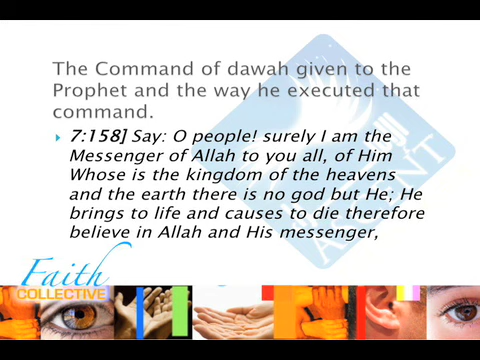 The Command of dawah given to the
Prophet and the way he executed that
command.
7:158] Say: O people! surely I am the
Messenger of Allah to you all, of Him
Whose is the kingdom of the heavens
and the earth there is no god but He; He
brings to life and causes to die therefore
believe in Allah and His messenger,
Faith
COLLECTIVE